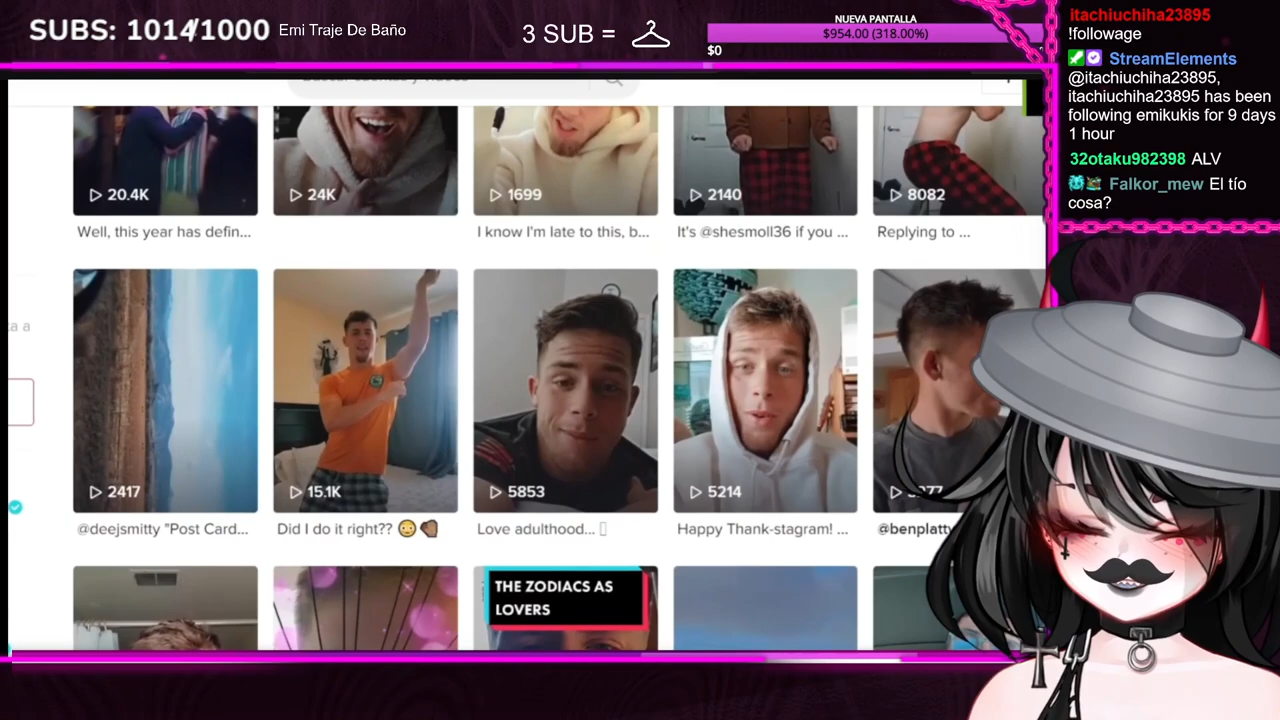 SUBS: 1014/1000
Emi Traje De Baño
3 SUB =
NUEVA PANTALLA
$954.00 (318.00%)
$0
itachiuchiha23895
!followage
StreamElements
@itachiuchiha23895,
itachiuchiha23895 has been
following emikukis for 9 days
1 hour
32otaku982398 ALV
Falkor_mew El tío
cosa?
20.4K
24K
1699
2140
8082
Well, this year has defin...
I know I'm late to this, b...
It's @shesmoll36 if you ...
Replying to ...
2417
15.1K
5853
5214
@deejsmitty "Post Card...
Did I do it right?? 😳👊🏾
Love adulthood...
Happy Thank-stagram! ...
@benplatty
THE ZODIACS AS
LOVERS